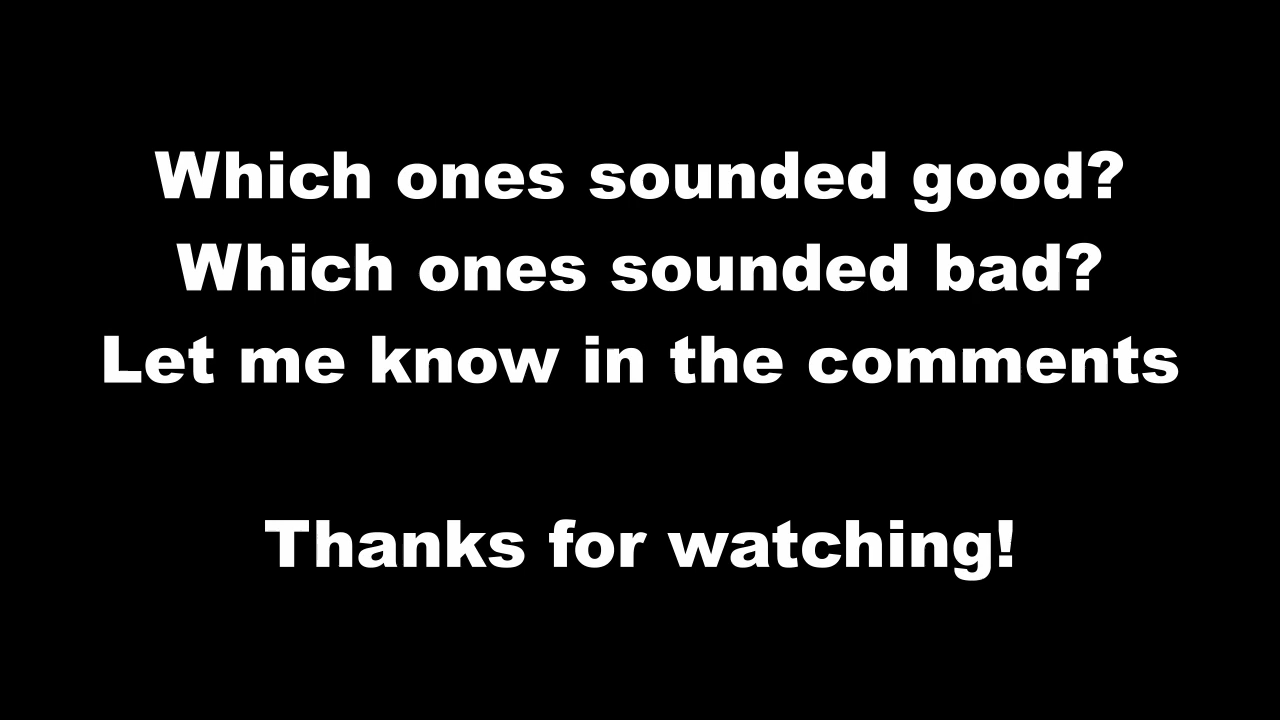 Which ones sounded good?
Which ones sounded bad?
Let me know in the comments
Thanks for watching!